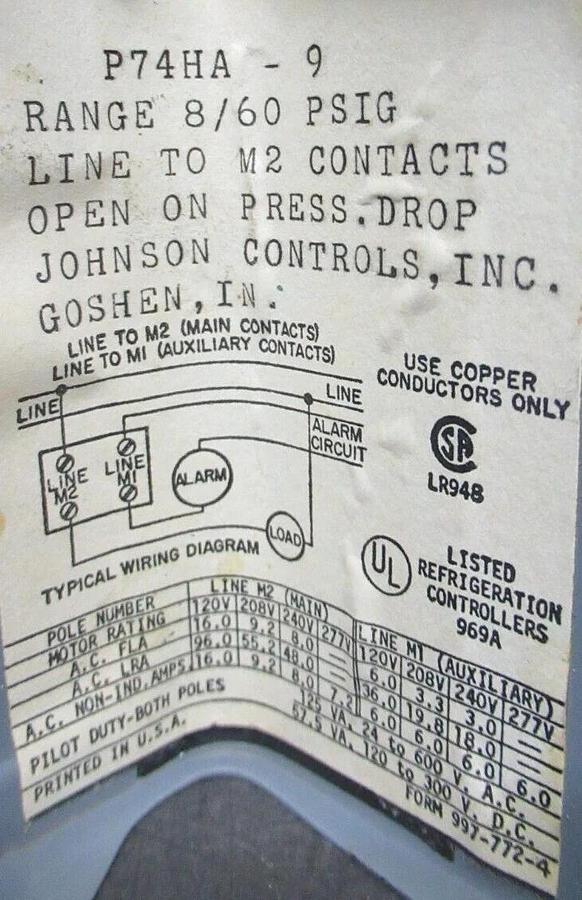 P74HA - 9
RANGE 8/60 PSIG
LINE TO M2 CONTACTS
OPEN ON PRESS.DROP
JOHNSON CONTROLS,INC.
GOSHEN,IN.
LINE TO M2 (MAIN CONTACTS)
LINE TO M1 (AUXILIARY CONTACTS)
USE COPPER
CONDUCTORS ONLY
LINE
LINE
ALARM
CIRCUIT
LINE
M2
LINE
M1
ALARM
LOAD
TYPICAL WIRING DIAGRAM
SA
LR948
UL
LISTED
REFRIGERATION
CONTROLLERS
969A
POLE NUMBER LINE M2 (MAIN) LINE M1 (AUXILIARY)
MOTOR RATING 120V 208V 240V 277V 120V 208V 240V 277V
A.C. FLA 16.0 9.2 8.0 — 6.0 3.3 3.0 —
A.C. LRA 96.0 55.2 48.0 — 36.0 19.8 18.0 —
A.C. NON-IND.AMPS 16.0 9.2 8.0 7.2 6.0 6.0 6.0 6.0
PILOT DUTY-BOTH POLES 125 VA. 24 to 600 V. A.C.
57.5 VA. 120 to 300 V. D.C.
PRINTED IN U.S.A. FORM 997-772-4